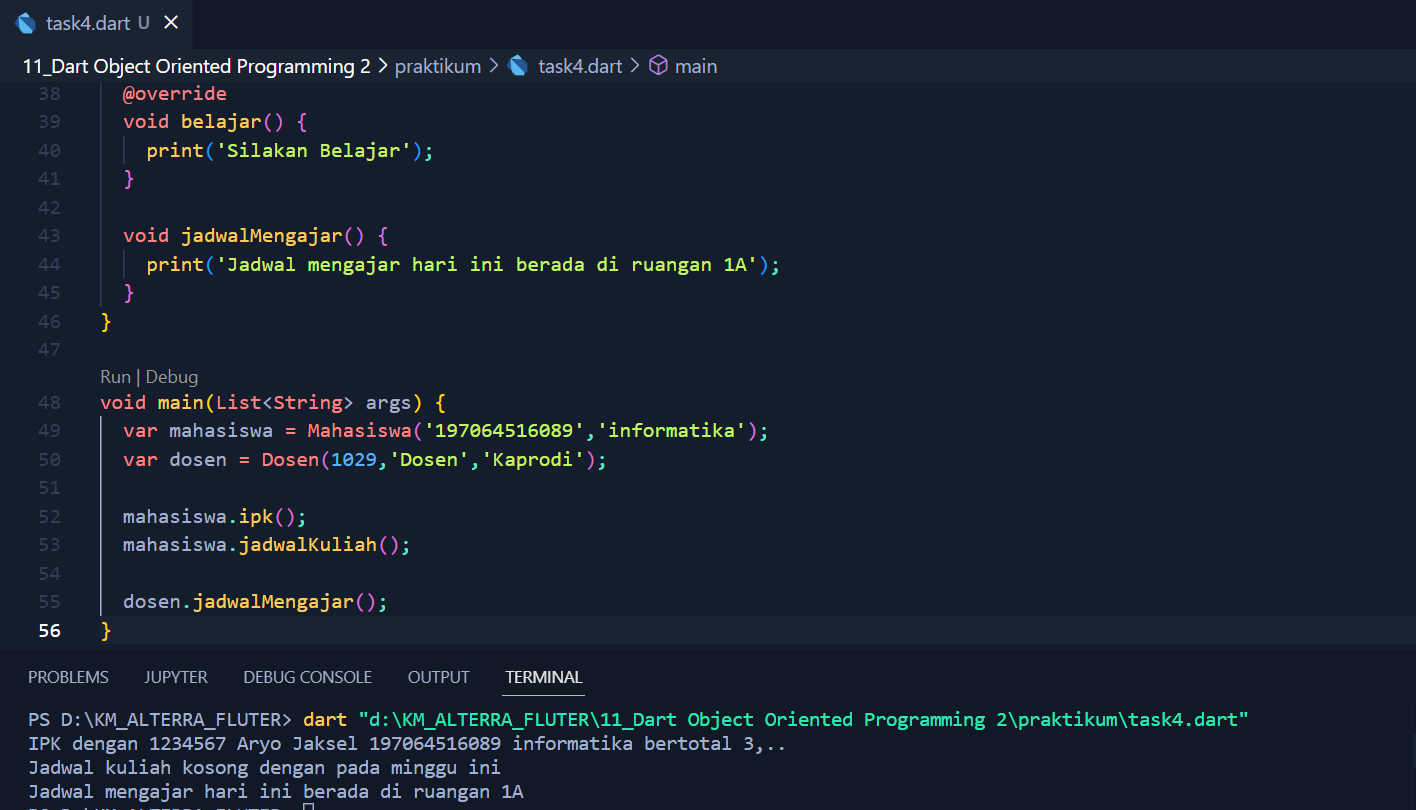 task4.dart U
11_Dart Object Oriented Programming 2 > praktikum > task4.dart > main
38 @override
39 void belajar() {
40 print('Silakan Belajar');
41 }
42
43 void jadwalMengajar() {
44 print('Jadwal mengajar hari ini berada di ruangan 1A');
45 }
46 }
47
Run | Debug
48 void main(List<String> args) {
49 var mahasiswa = Mahasiswa('197064516089','informatika');
50 var dosen = Dosen(1029,'Dosen','Kaprodi');
51
52 mahasiswa.ipk();
53 mahasiswa.jadwalKuliah();
54
55 dosen.jadwalMengajar();
56 }
PROBLEMS JUPYTER DEBUG CONSOLE OUTPUT TERMINAL
PS D:\KM_ALTERRA_FLUTER> dart "d:\KM_ALTERRA_FLUTER\11_Dart Object Oriented Programming 2\praktikum\task4.dart"
IPK dengan 1234567 Aryo Jaksel 197064516089 informatika bertotal 3,..
Jadwal kuliah kosong dengan pada minggu ini
Jadwal mengajar hari ini berada di ruangan 1A